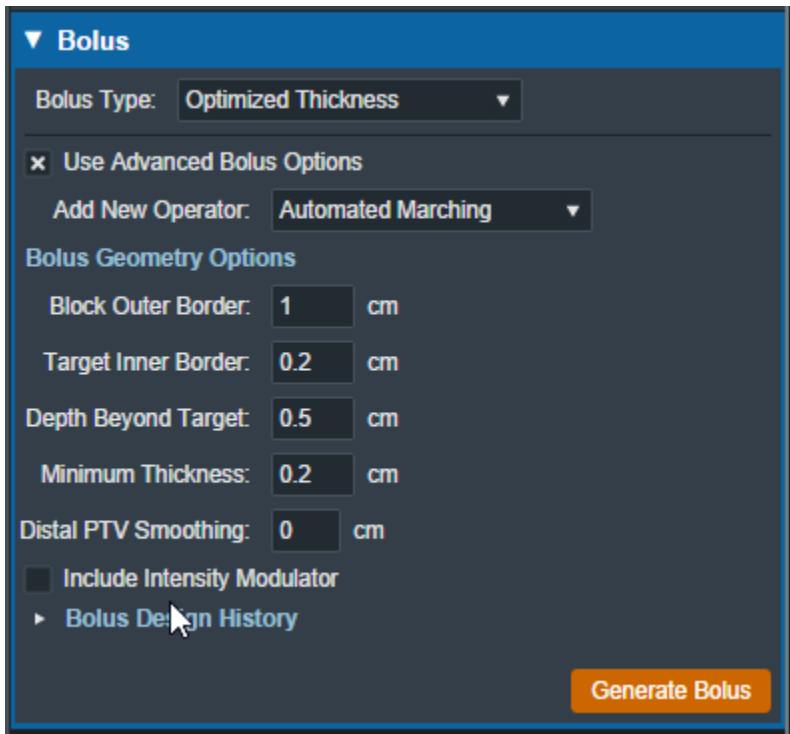 Bolus
Bolus Type: Optimized Thickness
Use Advanced Bolus Options
Add New Operator: Automated Marching
Bolus Geometry Options
Block Outer Border: 1 cm
Target Inner Border: 0.2 cm
Depth Beyond Target: 0.5 cm
Minimum Thickness: 0.2 cm
Distal PTV Smoothing: 0 cm
Include Intensity Modulator
Bolus Design History
Generate Bolus